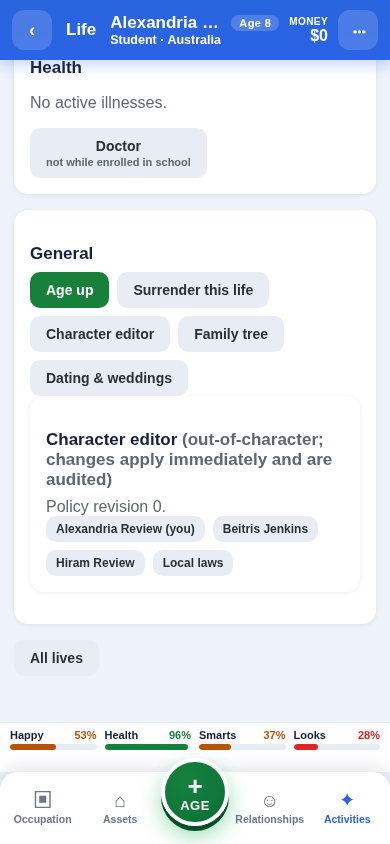 ‹
Life
Alexandria ...
Age 8
Student · Australia
MONEY
$0
...
Health
No active illnesses.
Doctor
not while enrolled in school
General
Age up
Surrender this life
Character editor
Family tree
Dating & weddings
Character editor (out-of-character;
changes apply immediately and are
audited)
Policy revision 0.
Alexandria Review (you)
Beitris Jenkins
Hiram Review
Local laws
All lives
Happy 53%
Health 96%
Smarts 37%
Looks 28%
+
AGE
Occupation
Assets
Relationships
Activities